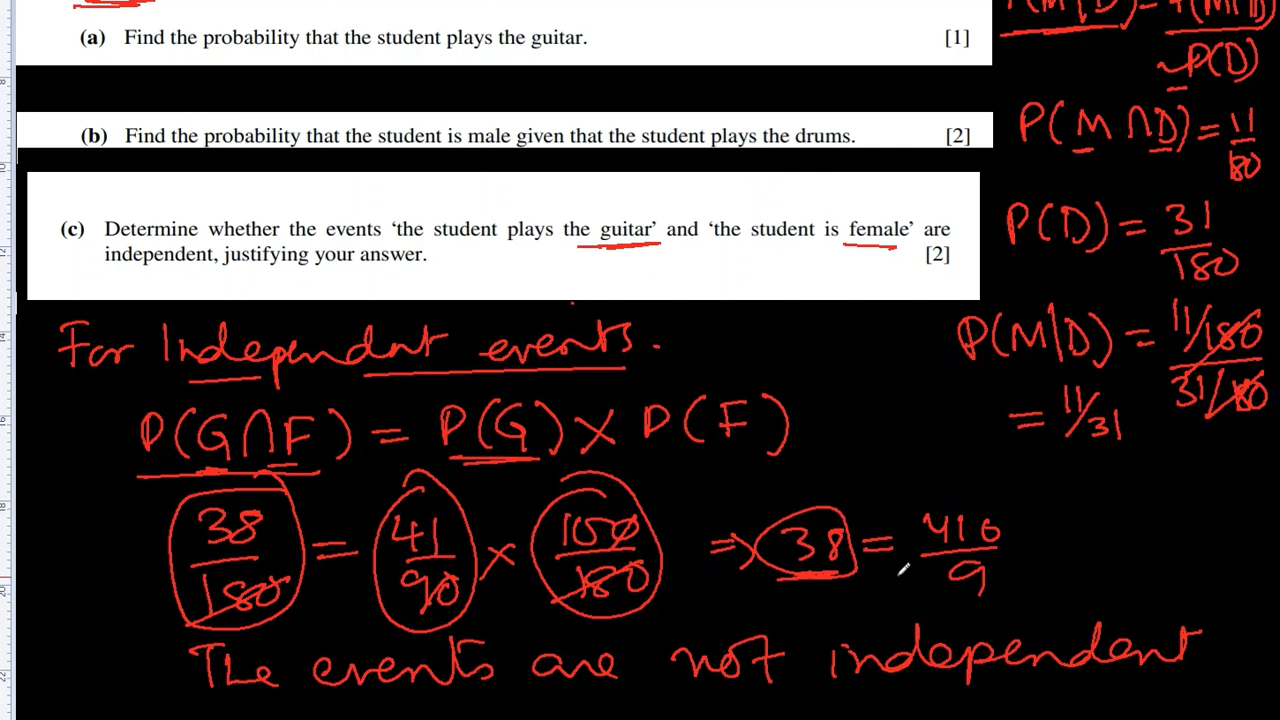 (a) Find the probability that the student plays the guitar. [1]
(b) Find the probability that the student is male given that the student plays the drums. [2]
(c) Determine whether the events ‘the student plays the guitar’ and ‘the student is female’ are
independent, justifying your answer. [2]
For Independent events.
P(G∩F) = P(G) × P(F)
38/180 = 41/90 × 100/180 ⇒ 38 = 410/9
The events are not independent
P(D)
P(M∩D) = 11/180
P(D) = 31/180
P(M|D) = 11/180 / 31/180
= 11/31